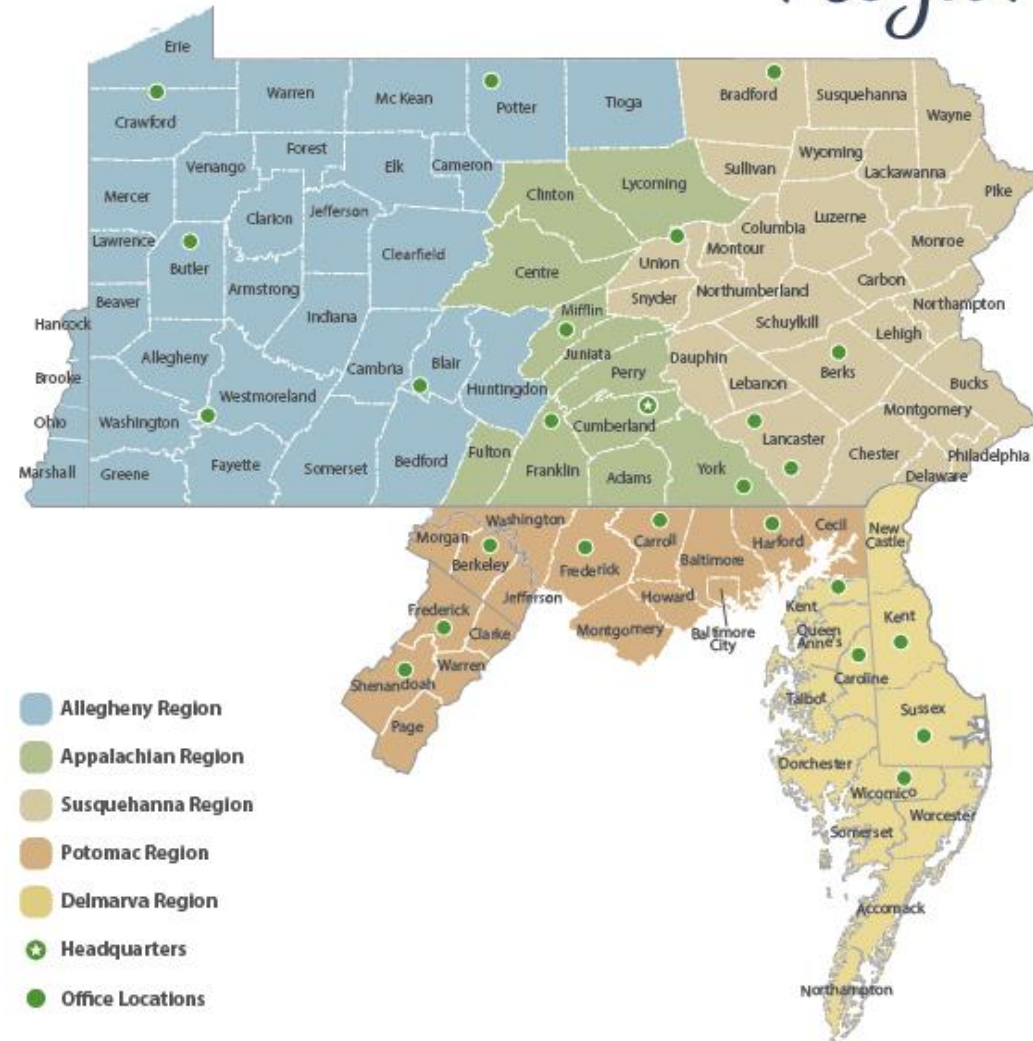 Erie
Warren
Mc Kean
Potter
Tioga
Bradford
Susquehanna
Wayne
Crawford
Forest
Venango
Elk
Cameron
Mercer
Clarion
Jefferson
Clinton
Lycoming
Sullivan
Wyoming
Lackawanna
Pike
Lawrence
Butler
Clearfield
Centre
Union
Montour
Columbia
Luzerne
Monroe
Beaver
Armstrong
Indiana
Snyder
Northumberland
Carbon
Northampton
Hancock
Allegheny
Cambria
Blair
Huntingdon
Mifflin
Juniata
Perry
Dauphin
Schuylkill
Lehigh
Brooke
Westmoreland
Lebanon
Berks
Bucks
Ohio
Washington
Cumberland
Lancaster
Montgomery
Marshall
Greene
Fayette
Somerset
Bedford
Fulton
Franklin
Adams
York
Chester
Philadelphia
Delaware
Morgan
Washington
Berkeley
Frederick
Carroll
Baltimore
Harford
Cecil
New
Castle
Frederick
Jefferson
Howard
Kent
Kent
Clarke
Montgomery
Baltimore
City
Queen
Anne's
Warren
Shenandoah
Caroline
Talbot
Sussex
Page
Dorchester
Wicomico
Worcester
Somerset
Accomack
Northampton
Allegheny Region
Appalachian Region
Susquehanna Region
Potomac Region
Delmarva Region
Headquarters
Office Locations